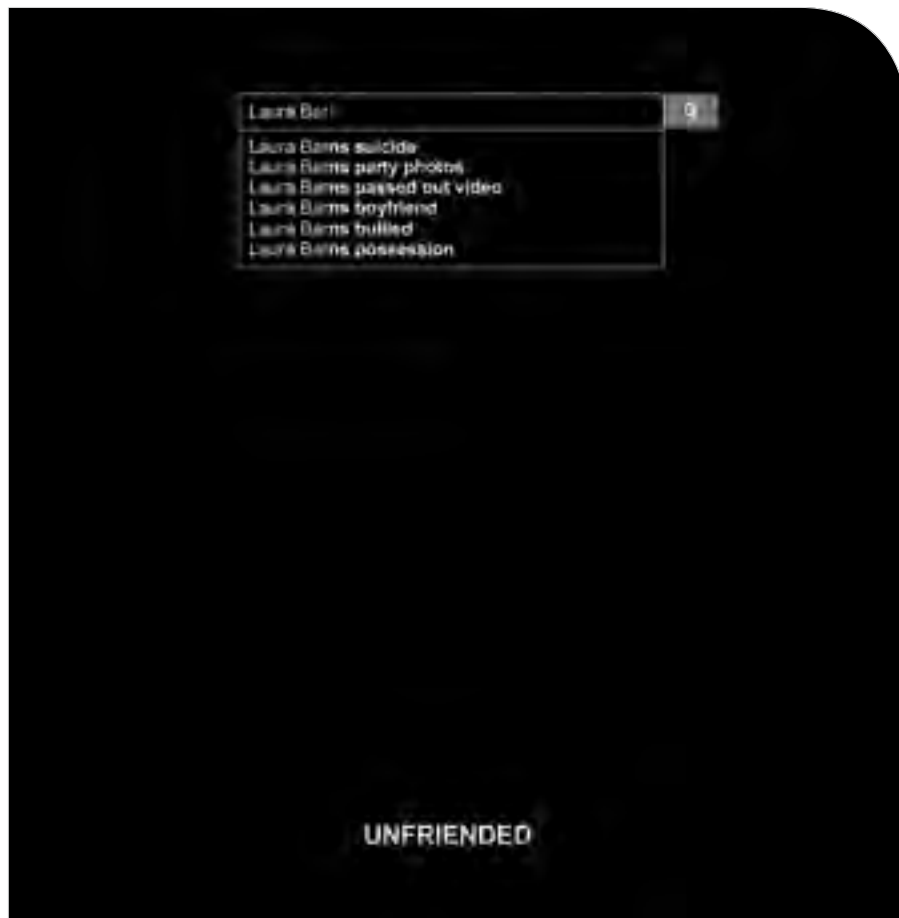 Laura Bar
Laura Barns suicide
Laura Barns party photos
Laura Barns passed out video
Laura Barns boyfriend
Laura Barns bullied
Laura Barns possession
UNFRIENDED